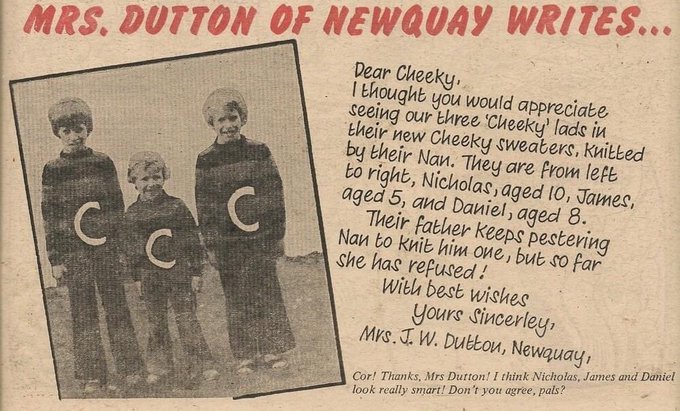 MRS. DUTTON OF NEWQUAY WRITES...
Dear Cheeky,
I thought you would appreciate
seeing our three 'Cheeky' lads in
their new Cheeky sweaters, knitted
by their Nan. They are from left
to right, Nicholas, aged 10, James,
aged 5, and Daniel, aged 8.
Their father keeps pestering
Nan to knit him one, but so far
she has refused!
With best wishes
Yours Sincerley,
Mrs. J. W. Dutton, Newquay,
Cor! Thanks, Mrs Dutton! I think Nicholas, James and Daniel
look really smart! Don't you agree, pals?
C
C
C